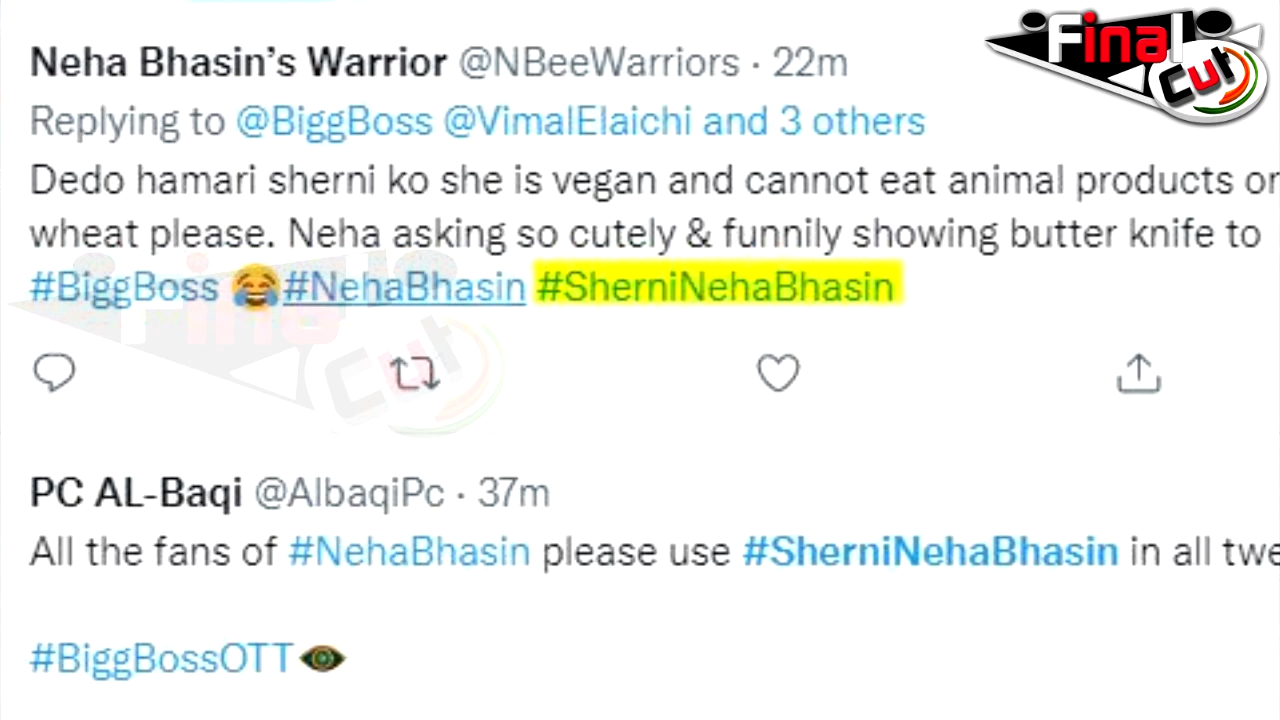 Final
Cut
Neha Bhasin’s Warrior @NBeeWarriors · 22m
Replying to @BiggBoss @VimalElaichi and 3 others
Dedo hamari sherni ko she is vegan and cannot eat animal products or
wheat please. Neha asking so cutely & funnily showing butter knife to
#BiggBoss 😂#NehaBhasin #SherniNehaBhasin
Final
Cut
PC AL-Baqi @AlbaqiPc · 37m
All the fans of #NehaBhasin please use #SherniNehaBhasin in all twe
#BiggBossOTT